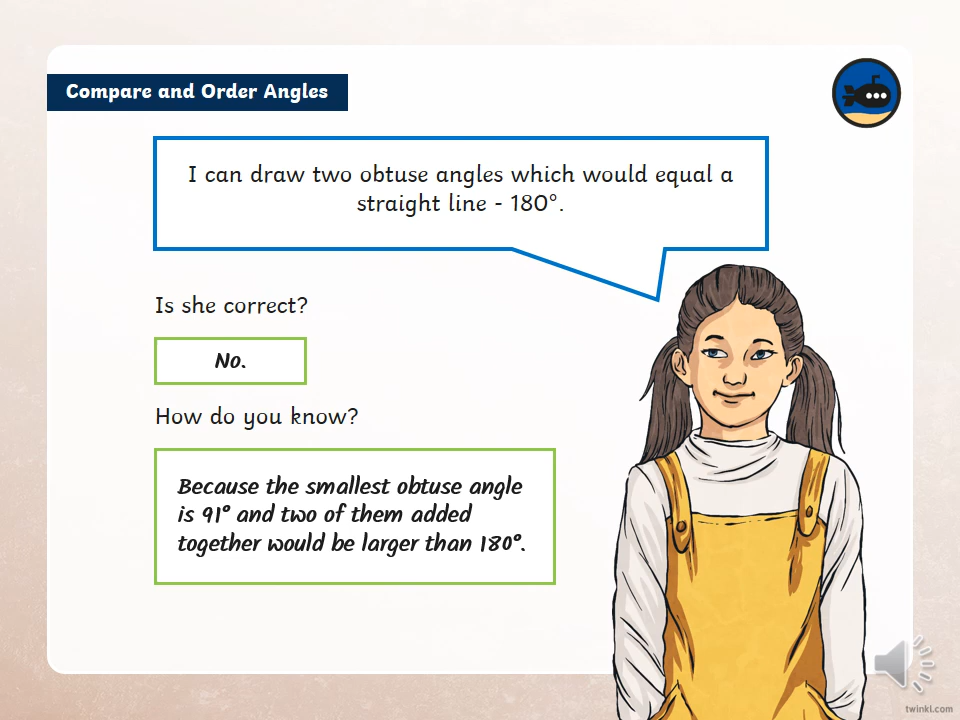 Compare and Order Angles
I can draw two obtuse angles which would equal a
straight line - 180°.
Is she correct?
No.
How do you know?
Because the smallest obtuse angle
is 91° and two of them added
together would be larger than 180°.
twinkl.com